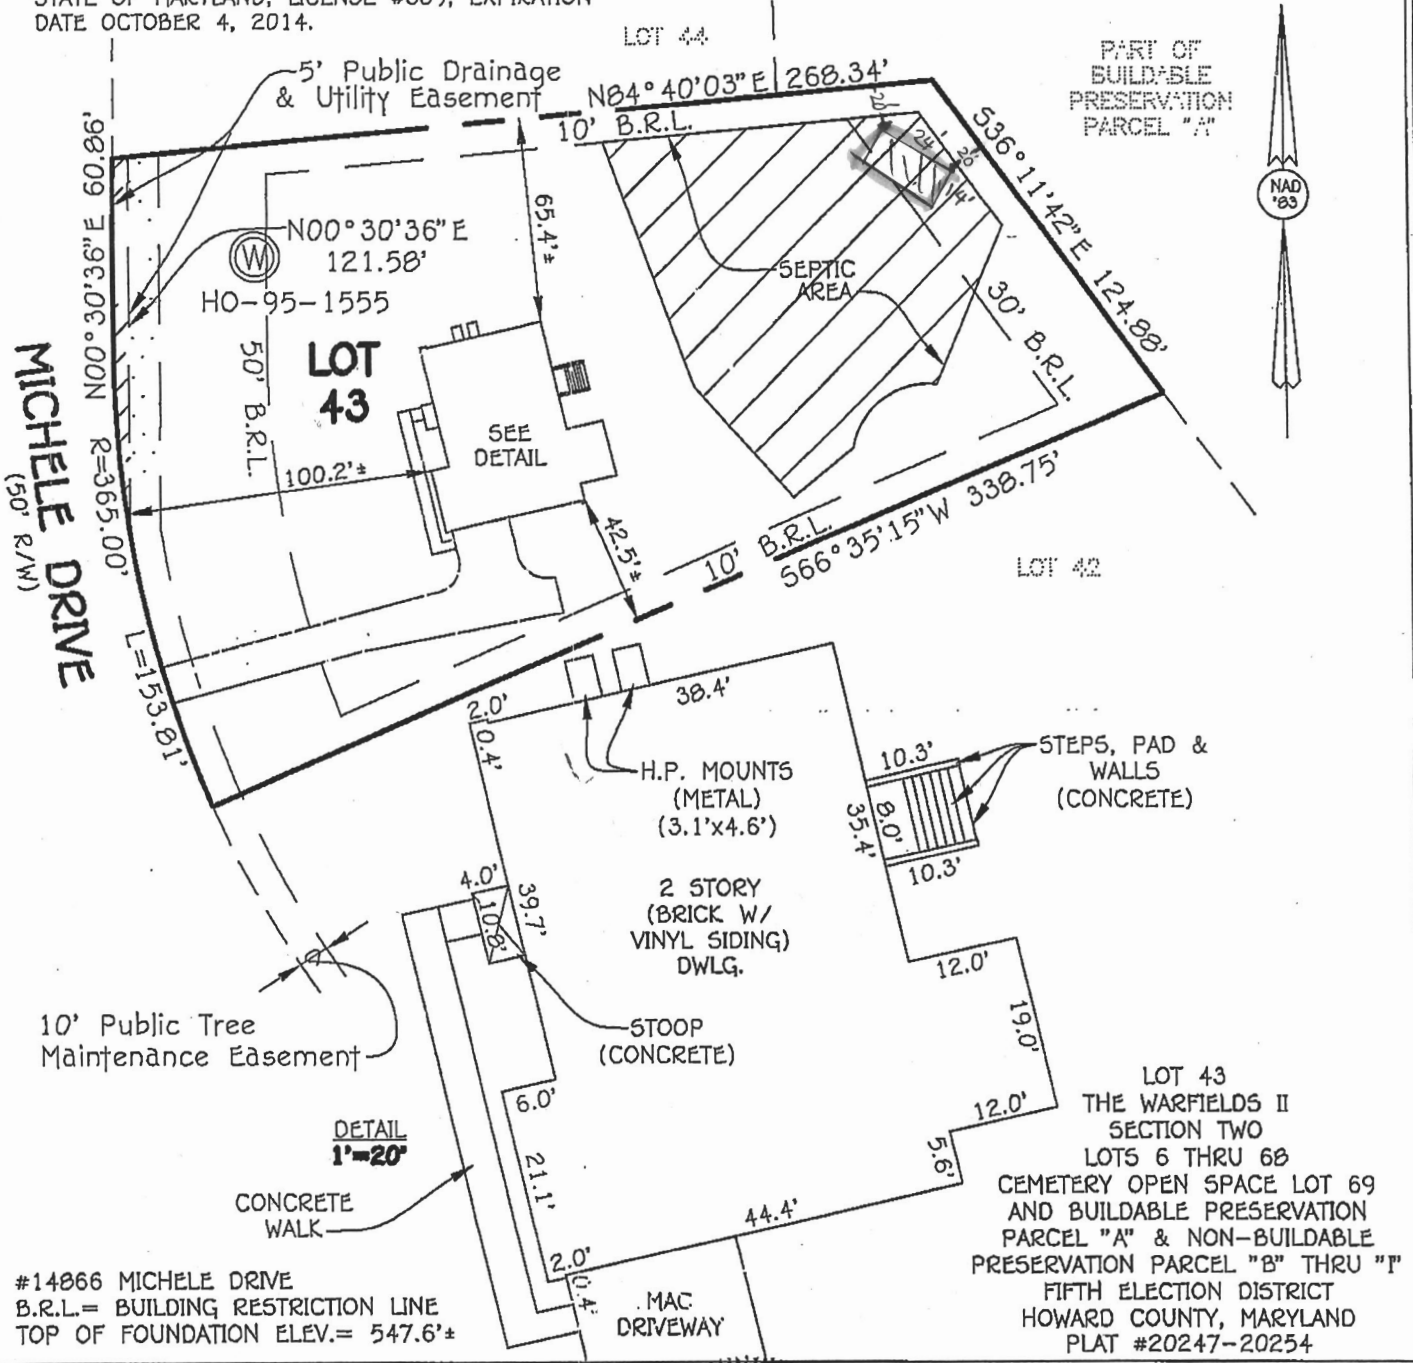 STATE OF MARYLAND, LICENSE
EXPIRATION
DATE OCTOBER 4, 2014.
LOT 44
PART OF
BUILDABLE
PRESERVATION
PARCEL "A"
NAD
'83
5' Public Drainage
& Utility Easement
N84°40'03"E 268.34'
10' B.R.L.
20'
24'
20'
14'
S36°11'42"E 124.88'
N00°30'36"E 60.86'
N00°30'36"E
121.58'
W
HO-95-1555
65.4'±
SEPTIC
AREA
30' B.R.L.
50' B.R.L.
LOT
43
SEE
DETAIL
100.2'±
42.5'±
10' B.R.L.
S66°35'15"W 338.75'
LOT 42
MICHELE DRIVE
(50' R/W)
R=365.00'
L=153.81'
2.0'
0.4'
38.4'
H.P. MOUNTS
(METAL)
(3.1'x4.6')
10.3'
8.0'
35.4'
10.3'
STEPS, PAD &
WALLS
(CONCRETE)
4.0'
10.8'
39.7'
2 STORY
(BRICK W/
VINYL SIDING)
DWLG.
12.0'
19.0'
STOOP
(CONCRETE)
10' Public Tree
Maintenance Easement
6.0'
21.1'
12.0'
5.6'
44.4'
2.0'
0.4'
DETAIL
1"=20'
CONCRETE
WALK
MAC
DRIVEWAY
#14866 MICHELE DRIVE
B.R.L.= BUILDING RESTRICTION LINE
TOP OF FOUNDATION ELEV.= 547.6'±
LOT 43
THE WARFIELDS II
SECTION TWO
LOTS 6 THRU 68
CEMETERY OPEN SPACE LOT 69
AND BUILDABLE PRESERVATION
PARCEL "A" & NON-BUILDABLE
PRESERVATION PARCEL "B" THRU "I"
FIFTH ELECTION DISTRICT
HOWARD COUNTY, MARYLAND
PLAT #20247-20254